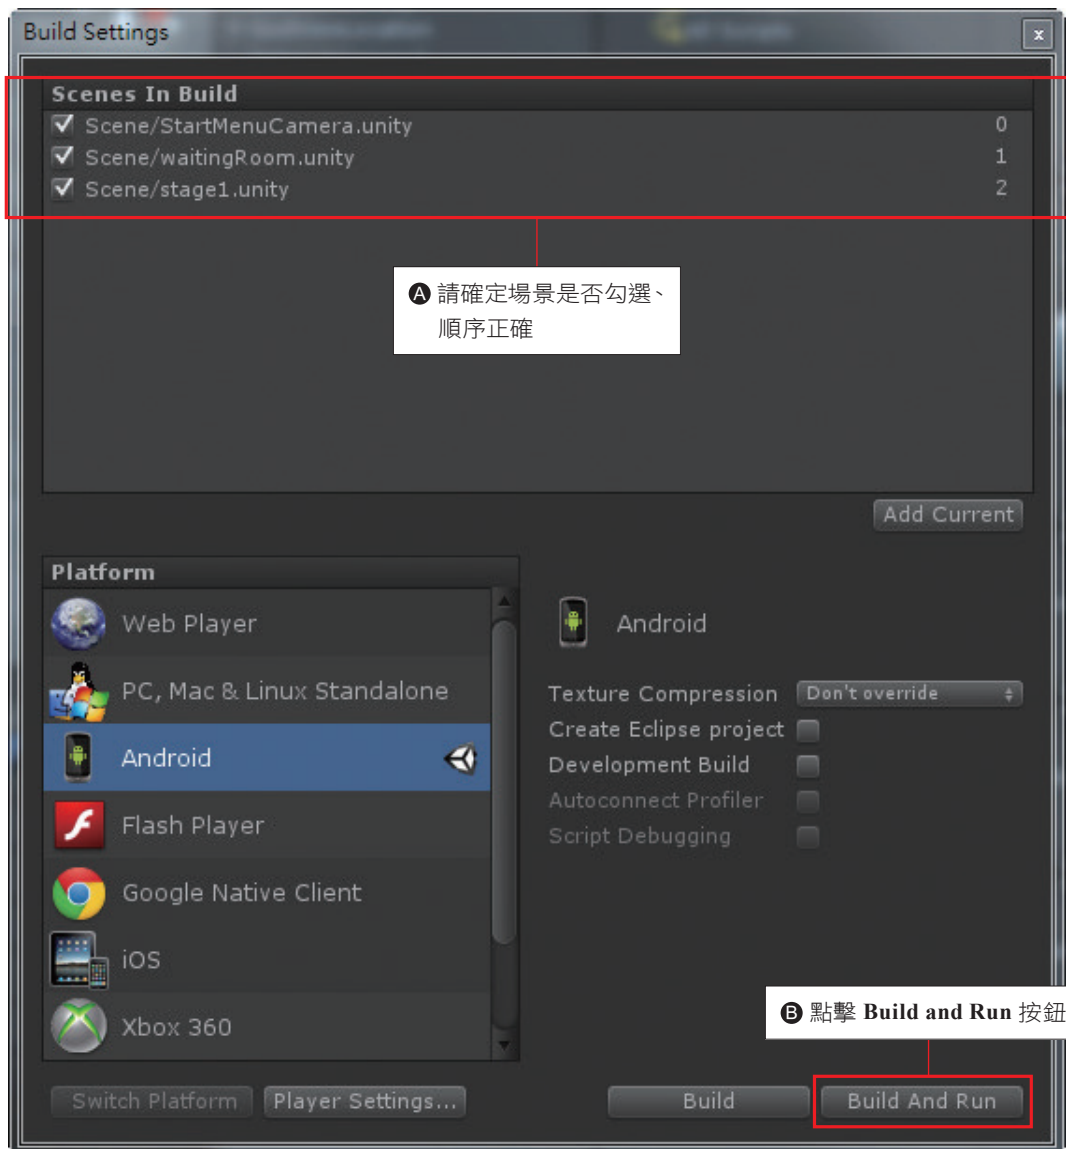 Build Settings
x
Scenes In Build
Scene/StartMenuCamera.unity 0
Scene/waitingRoom.unity 1
Scene/stage1.unity 2
A 請確定場景是否勾選、
順序正確
Add Current
Platform
Web Player
PC, Mac & Linux Standalone
Android
Flash Player
Google Native Client
iOS
Xbox 360
Android
Texture Compression Don't override
Create Eclipse project
Development Build
Autoconnect Profiler
Script Debugging
B 點擊 Build and Run 按鈕
Switch Platform Player Settings... Build Build And Run